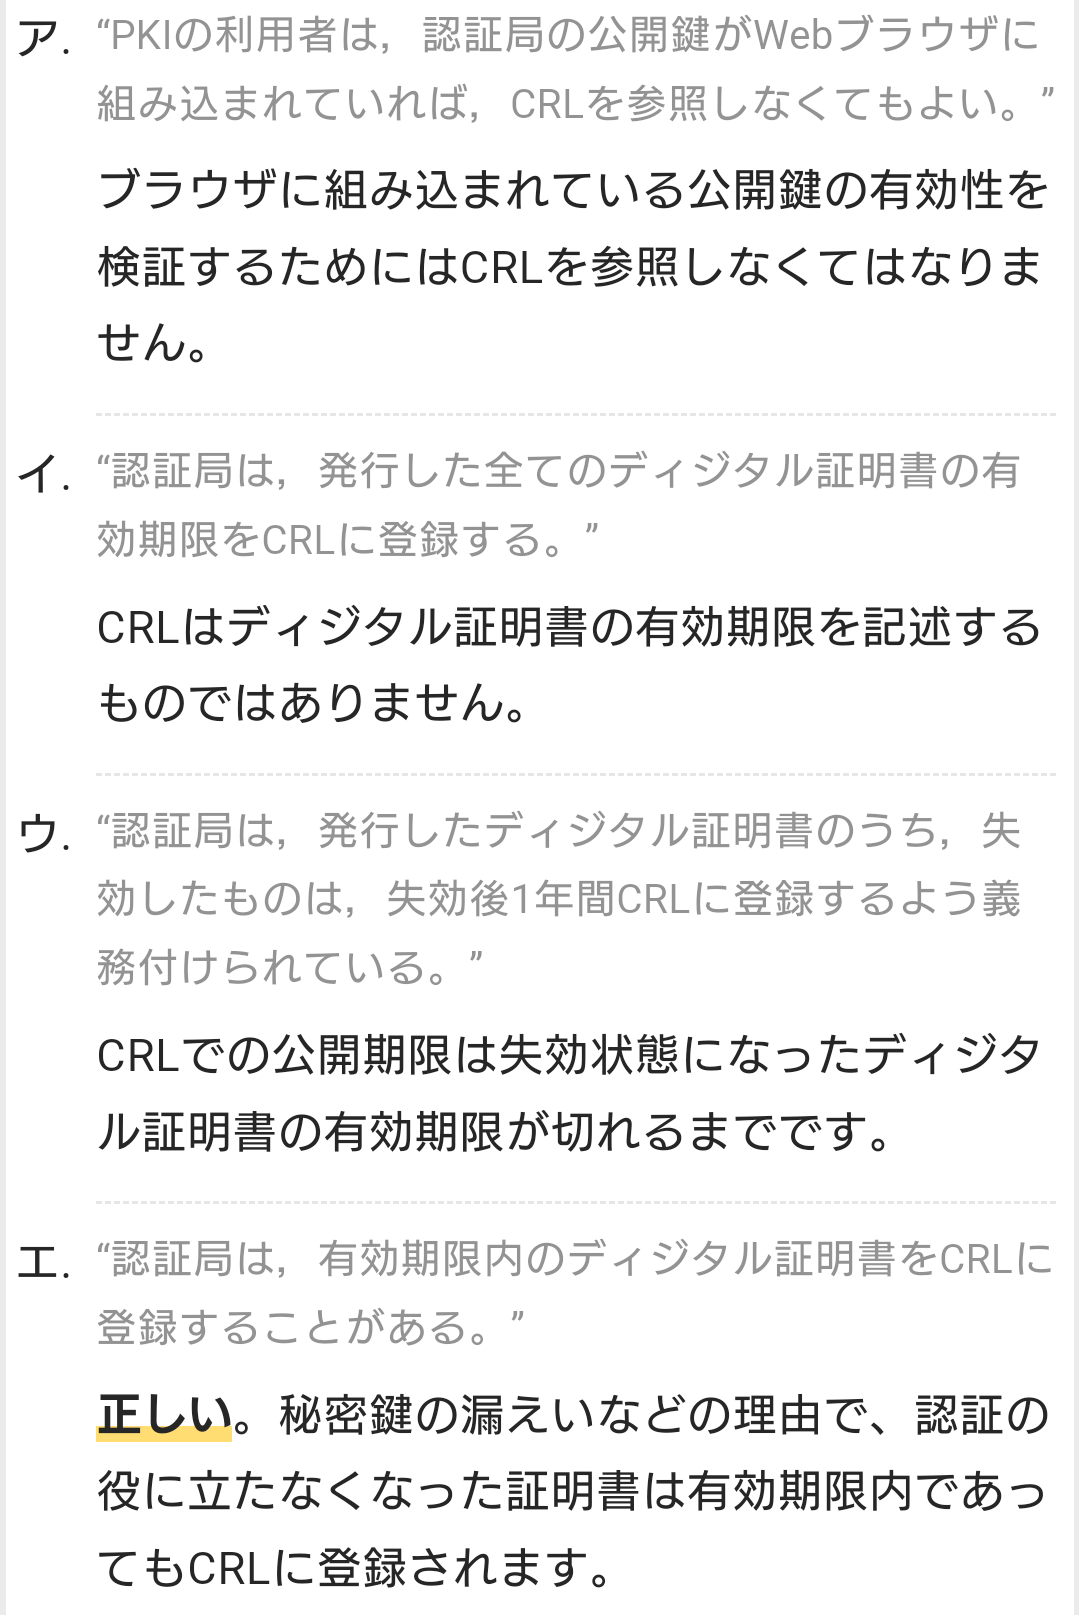 ア. “PKIの利用者は，認証局の公開鍵がWebブラウザに
組み込まれていれば，CRLを参照しなくてもよい。”
ブラウザに組み込まれている公開鍵の有効性を
検証するためにはCRLを参照しなくてはなりま
せん。
イ. “認証局は，発行した全てのディジタル証明書の有
効期限をCRLに登録する。”
CRLはディジタル証明書の有効期限を記述する
ものではありません。
ウ. “認証局は，発行したディジタル証明書のうち，失
効したものは，失効後1年間CRLに登録するよう義
務付けられている。”
CRLでの公開期限は失効状態になったディジタ
ル証明書の有効期限が切れるまでです。
エ. “認証局は，有効期限内のディジタル証明書をCRLに
登録することがある。”
正しい。秘密鍵の漏えいなどの理由で、認証の
役に立たなくなった証明書は有効期限内であっ
てもCRLに登録されます。